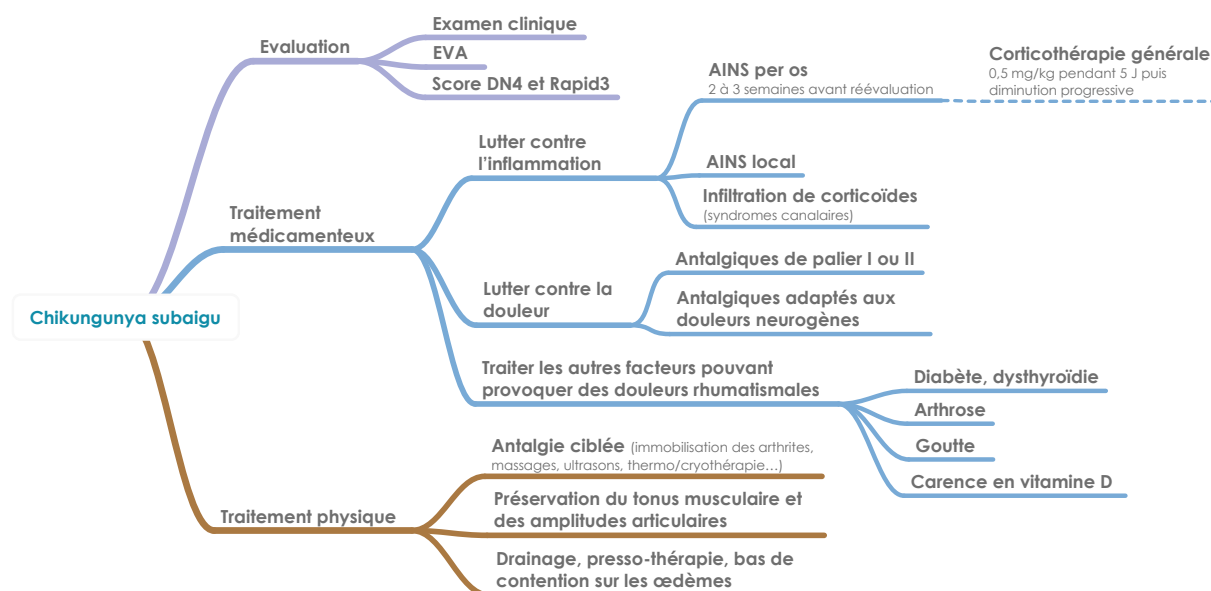 Chikungunya subaigu
Evaluation
Examen clinique
EVA
Score DN4 et Rapid3
Traitement
médicamenteux
Lutter contre
l'inflammation
AINS per os
2 à 3 semaines avant réévaluation
Corticothérapie générale
0,5 mg/kg pendant 5 J puis
diminution progressive
AINS local
Infiltration de corticoïdes
(syndromes canalaires)
Lutter contre la
douleur
Antalgiques de palier I ou II
Antalgiques adaptés aux
douleurs neurogènes
Traiter les autres facteurs pouvant
provoquer des douleurs rhumatismales
Diabète, dysthyroïdie
Arthrose
Goutte
Carence en vitamine D
Traitement physique
Antalgie ciblée (immobilisation des arthrites,
massages, ultrasons, thermo/cryothérapie...)
Préservation du tonus musculaire et
des amplitudes articulaires
Drainage, presso-thérapie, bas de
contention sur les œdèmes